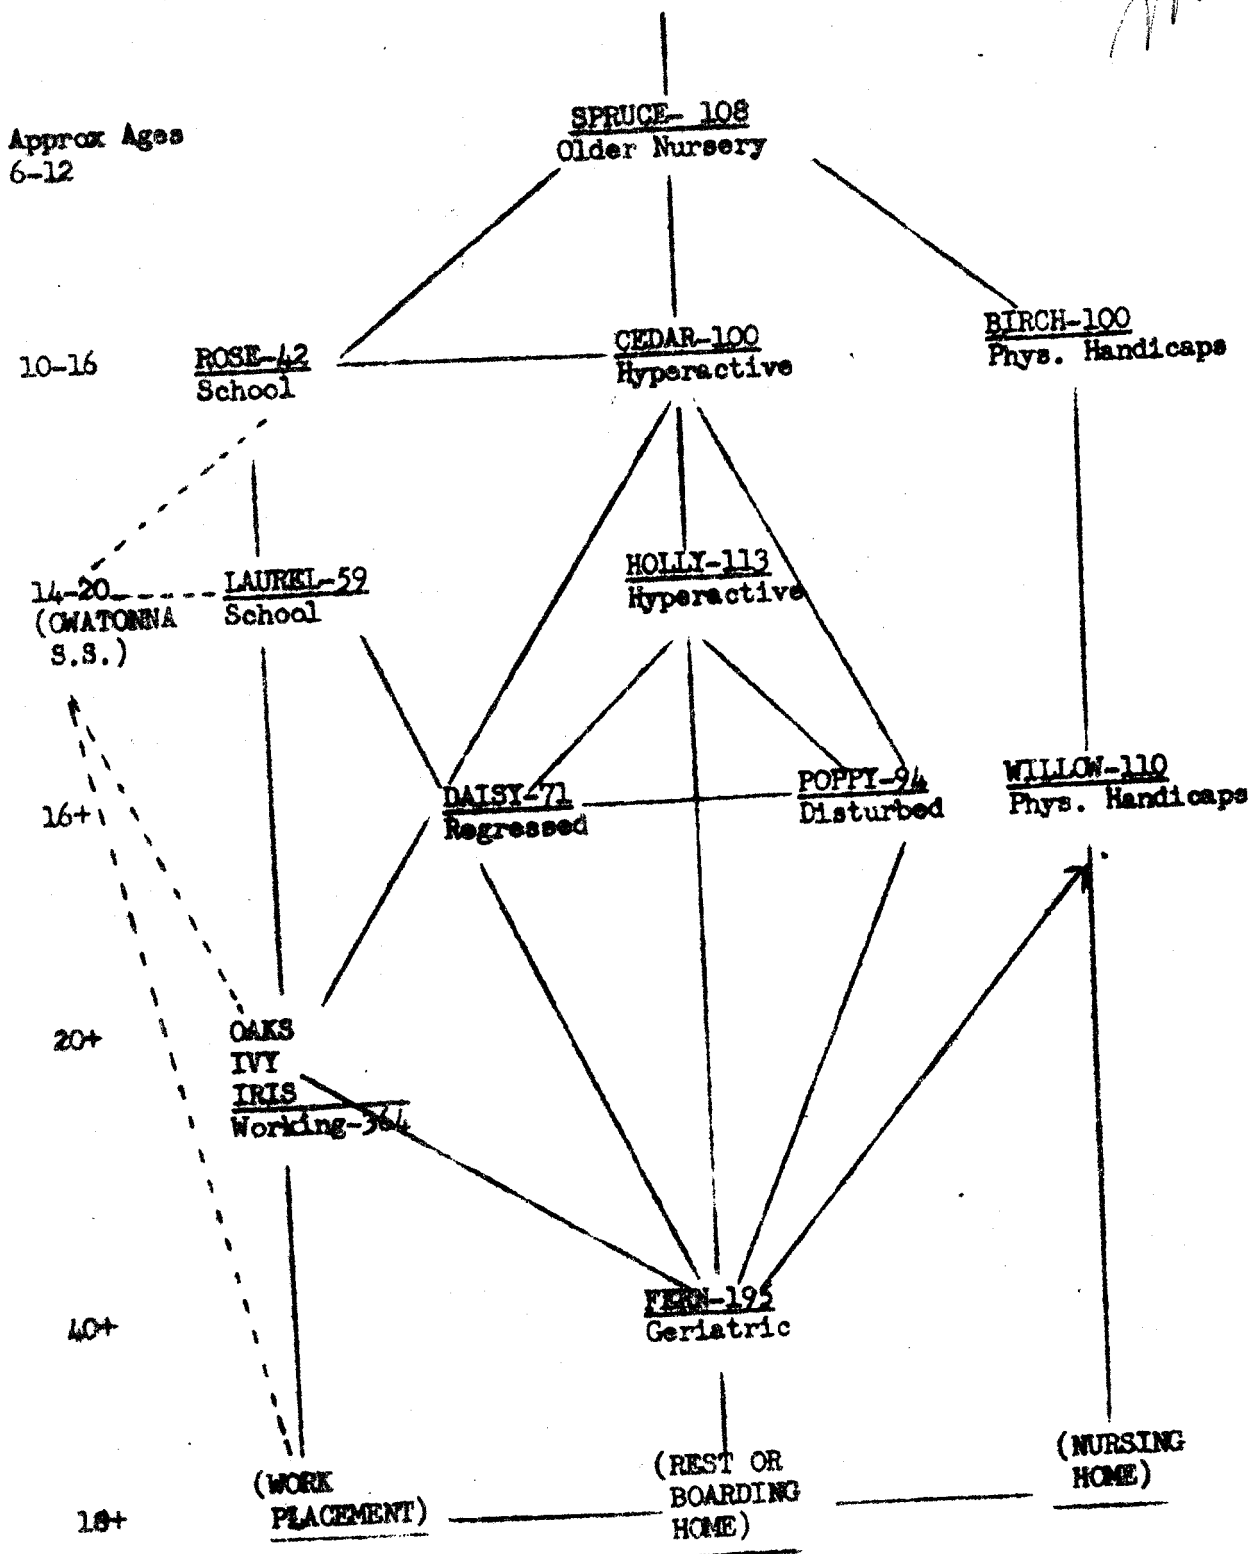 SPRUCE- 108
Older Nursery
Approx Ages
6-12
10-16
ROSE-42
School
CEDAR-100
Hyperactive
BIRCH-100
Phys. Handicaps
14-20
(OWATONNA
S.S.)
LAUREL-59
School
HOLLY-113
Hyperactive
16+
DAISY-71
Regressed
POPPY-94
Disturbed
WILLOW-110
Phys. Handicaps
20+
OAKS
IVY
IRIS
Working-364
40+
FERN-195
Geriatric
18+
(WORK
PLACEMENT)
(REST OR
BOARDING
HOME)
(NURSING
HOME)